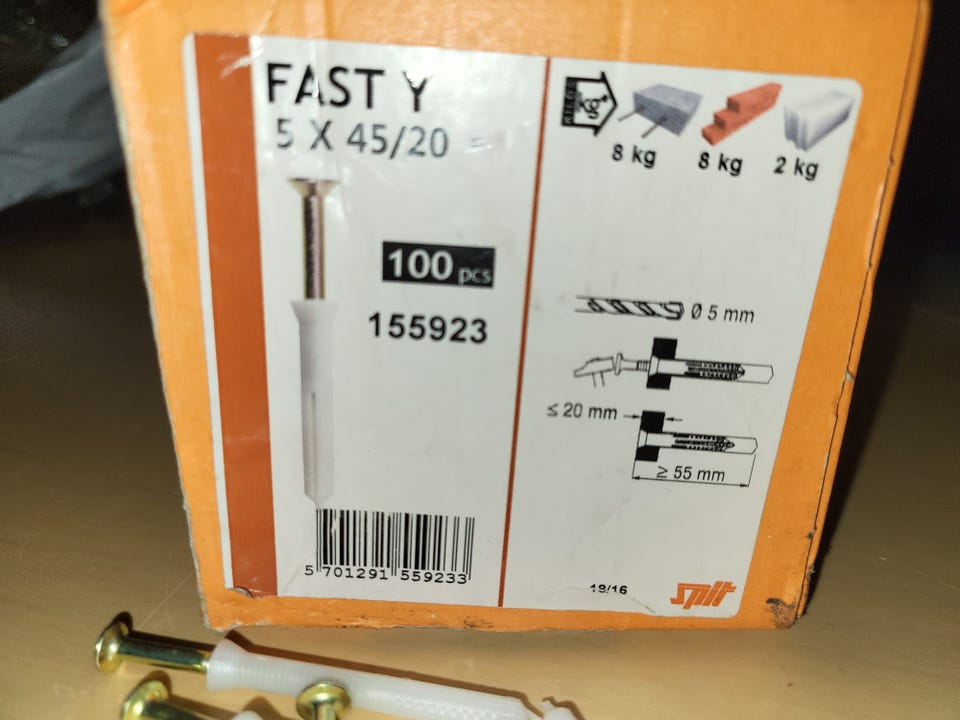 FAST Y
5 X 45/20
100 pcs
155923
5 701291 559233
kg
8 kg
8 kg
2 kg
Ø 5 mm
≤ 20 mm
≥ 55 mm
19/16
spit